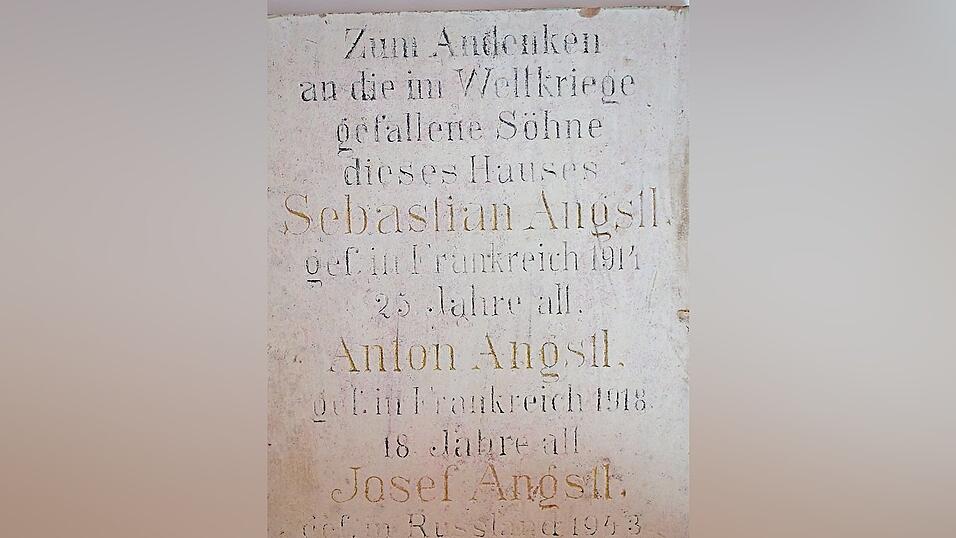 Zum Andenken
an die im Weltkriege
gefallene Söhne
dieses Hauses
Sebastian Angstl.
gef. in Frankreich 1914
25 Jahre alt.
Anton Angstl.
gef. in Frankreich 1918
18 Jahre alt
Josef Angstl.
gef. in Russland 1943